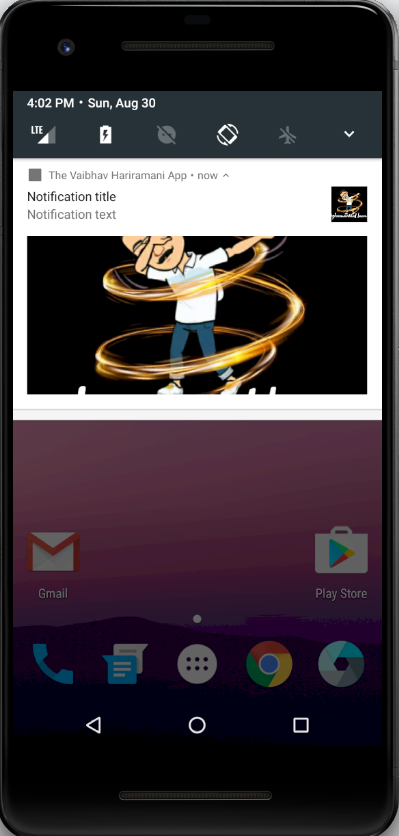 4:02 PM • Sun, Aug 30
LTE
The Vaibhav Hariramani App • now
Notification title
Notification text
Gmail
Play Store